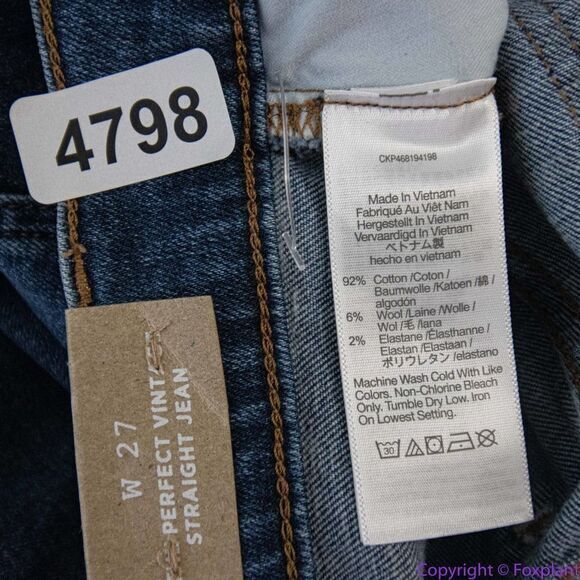 4798
W 27
PERFECT VINTAGE
STRAIGHT JEAN
CKP468194198
Made In Vietnam
Fabriqué Au Viêt Nam
Hergestellt In Vietnam
Vervaardigd In Vietnam
ベトナム製
hecho en vietnam
92% Cotton /Coton /
Baumwolle /Katoen /綿 /
algodón
6% Wool /Laine /Wolle /
Wol /毛 /lana
2% Elastane /Élasthanne /
Elastan /Elastaan /
ポリウレタン /elastano
Machine Wash Cold With Like
Colors. Non-Chlorine Bleach
Only. Tumble Dry Low. Iron
On Lowest Setting.
30
Copyright © Foxplant